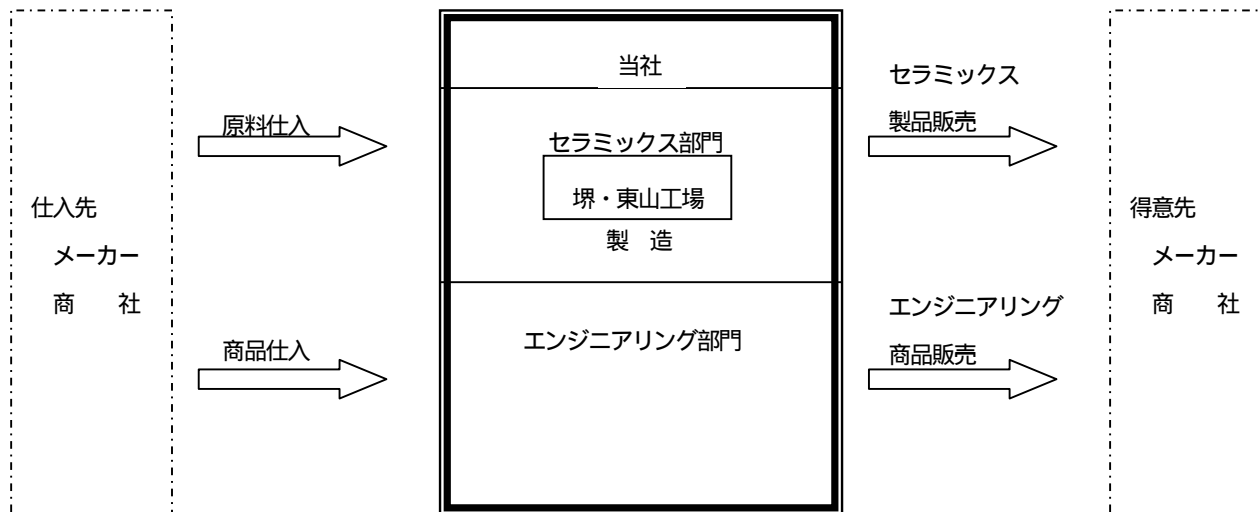 仕入先
メーカー
商　　社
原料仕入
商品仕入
当社
セラミックス部門
堺・東山工場
製　造
エンジニアリング部門
セラミックス
製品販売
エンジニアリング
商品販売
得意先
メーカー
商　　社